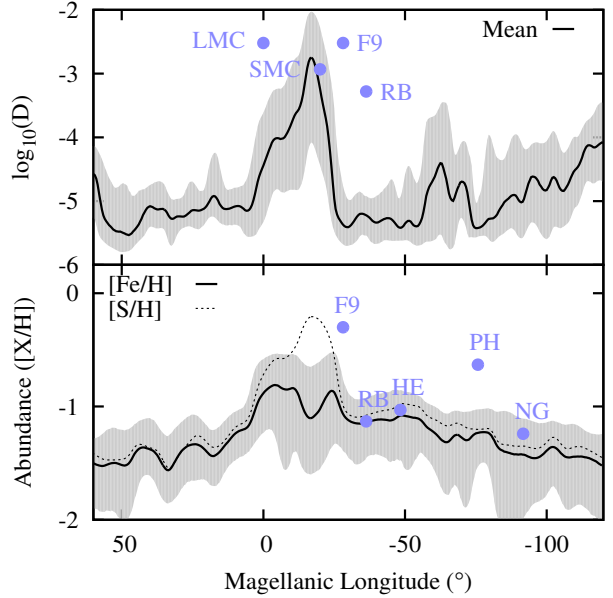 -2
LMC
F9
Mean
SMC
-3
RB
log₁₀(D)
-4
-5
-6
[Fe/H]
0
[S/H]
F9
PH
Abundance ([X/H])
RB
HE
-1
NG
-2
50
0
-50
-100
Magellanic Longitude (°)